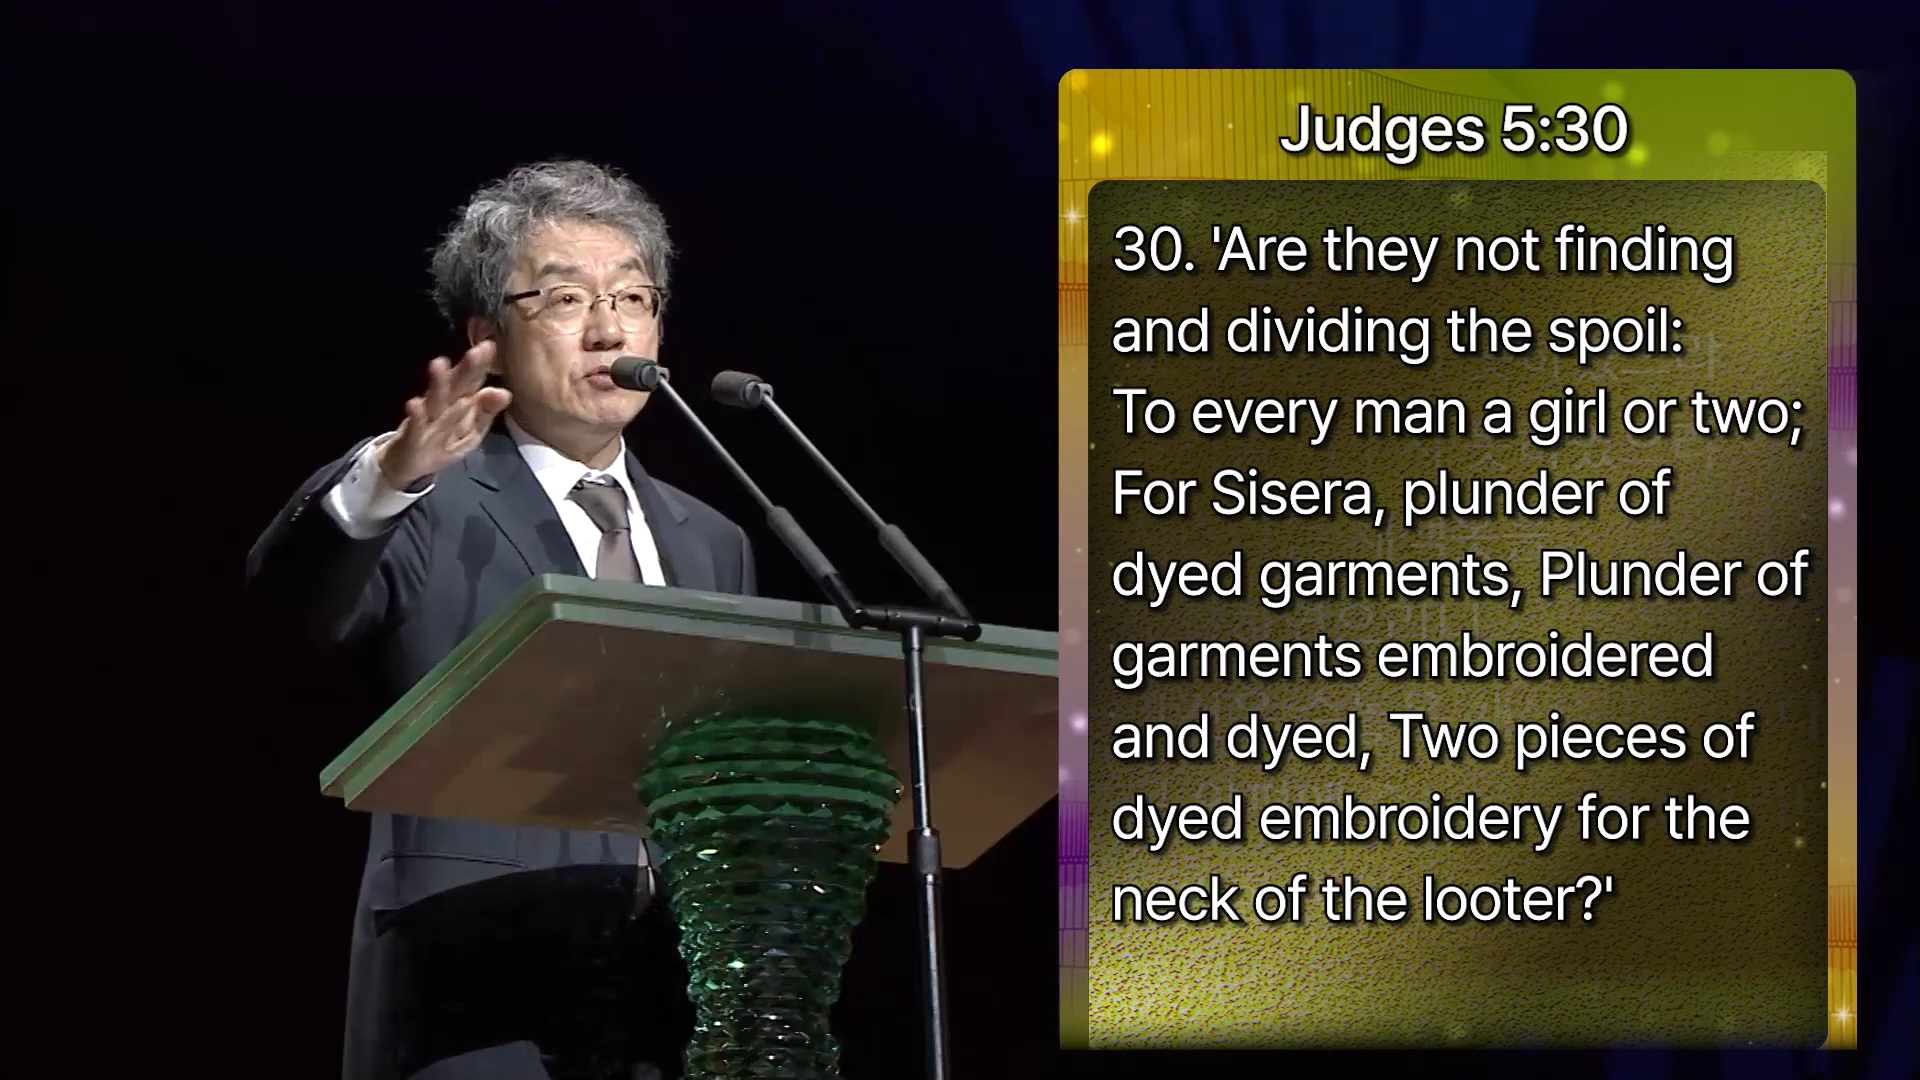 Judges 5:30
30. 'Are they not finding
and dividing the spoil:
To every man a girl or two;
For Sisera, plunder of
dyed garments, Plunder of
garments embroidered
and dyed, Two pieces of
dyed embroidery for the
neck of the looter?'